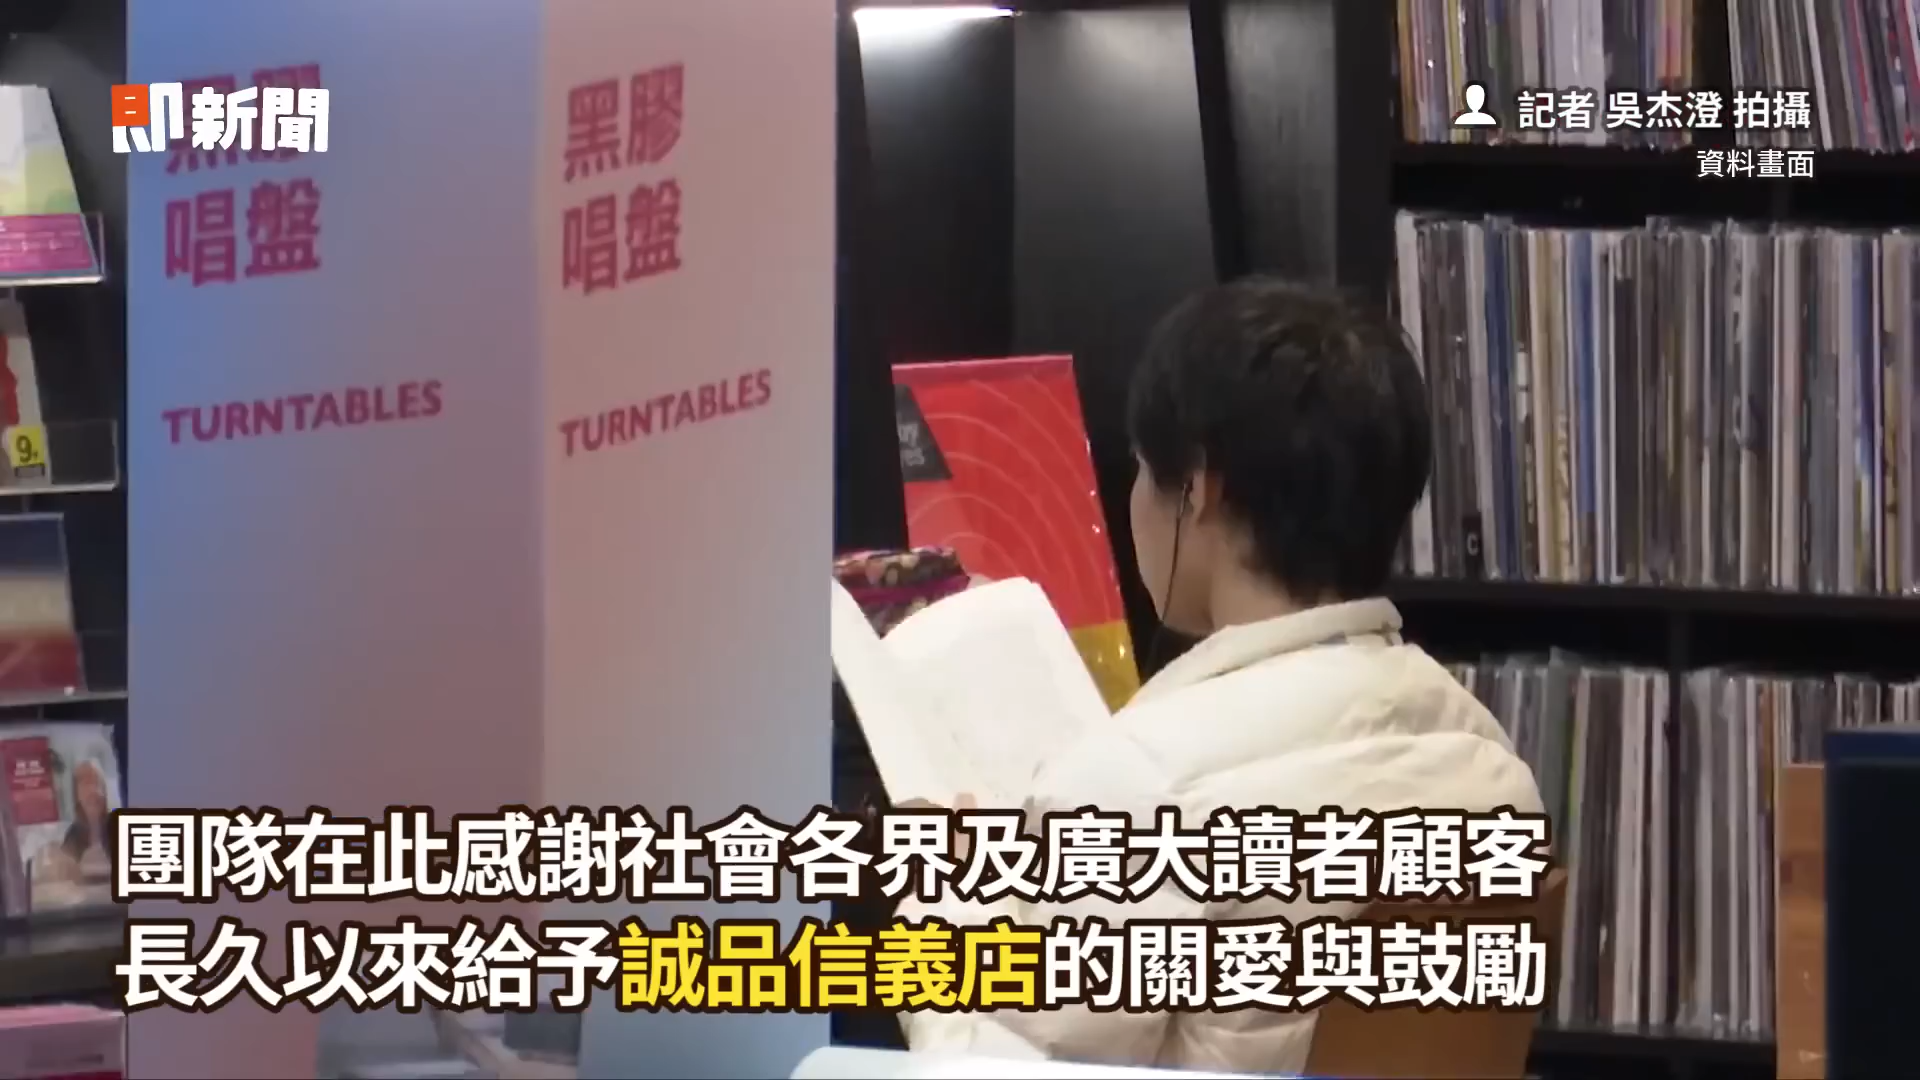 即新聞
記者 吳杰澄 拍攝
資料畫面
黑膠
唱盤
TURNTABLES
黑膠
唱盤
TURNTABLES
9
團隊在此感謝社會各界及廣大讀者顧客
長久以來給予誠品信義店的關愛與鼓勵